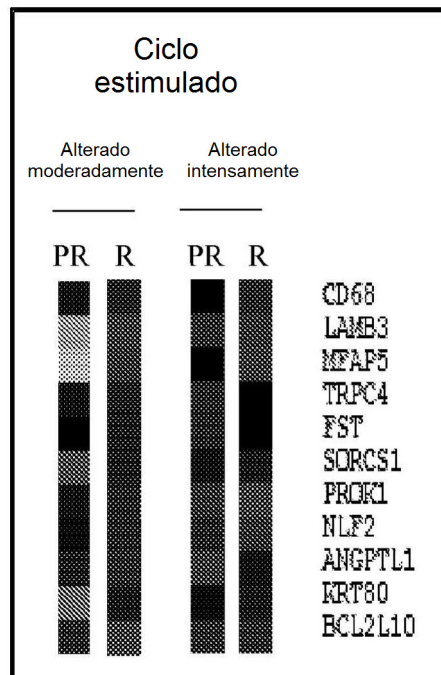 Ciclo
estimulado
Alterado
moderadamente
Alterado
intensamente
PR R PR R
CD68
LAMB3
MFAP5
TRPC4
FST
SORCS1
PROK1
NLF2
ANGPTL1
KRT80
BCL2L10